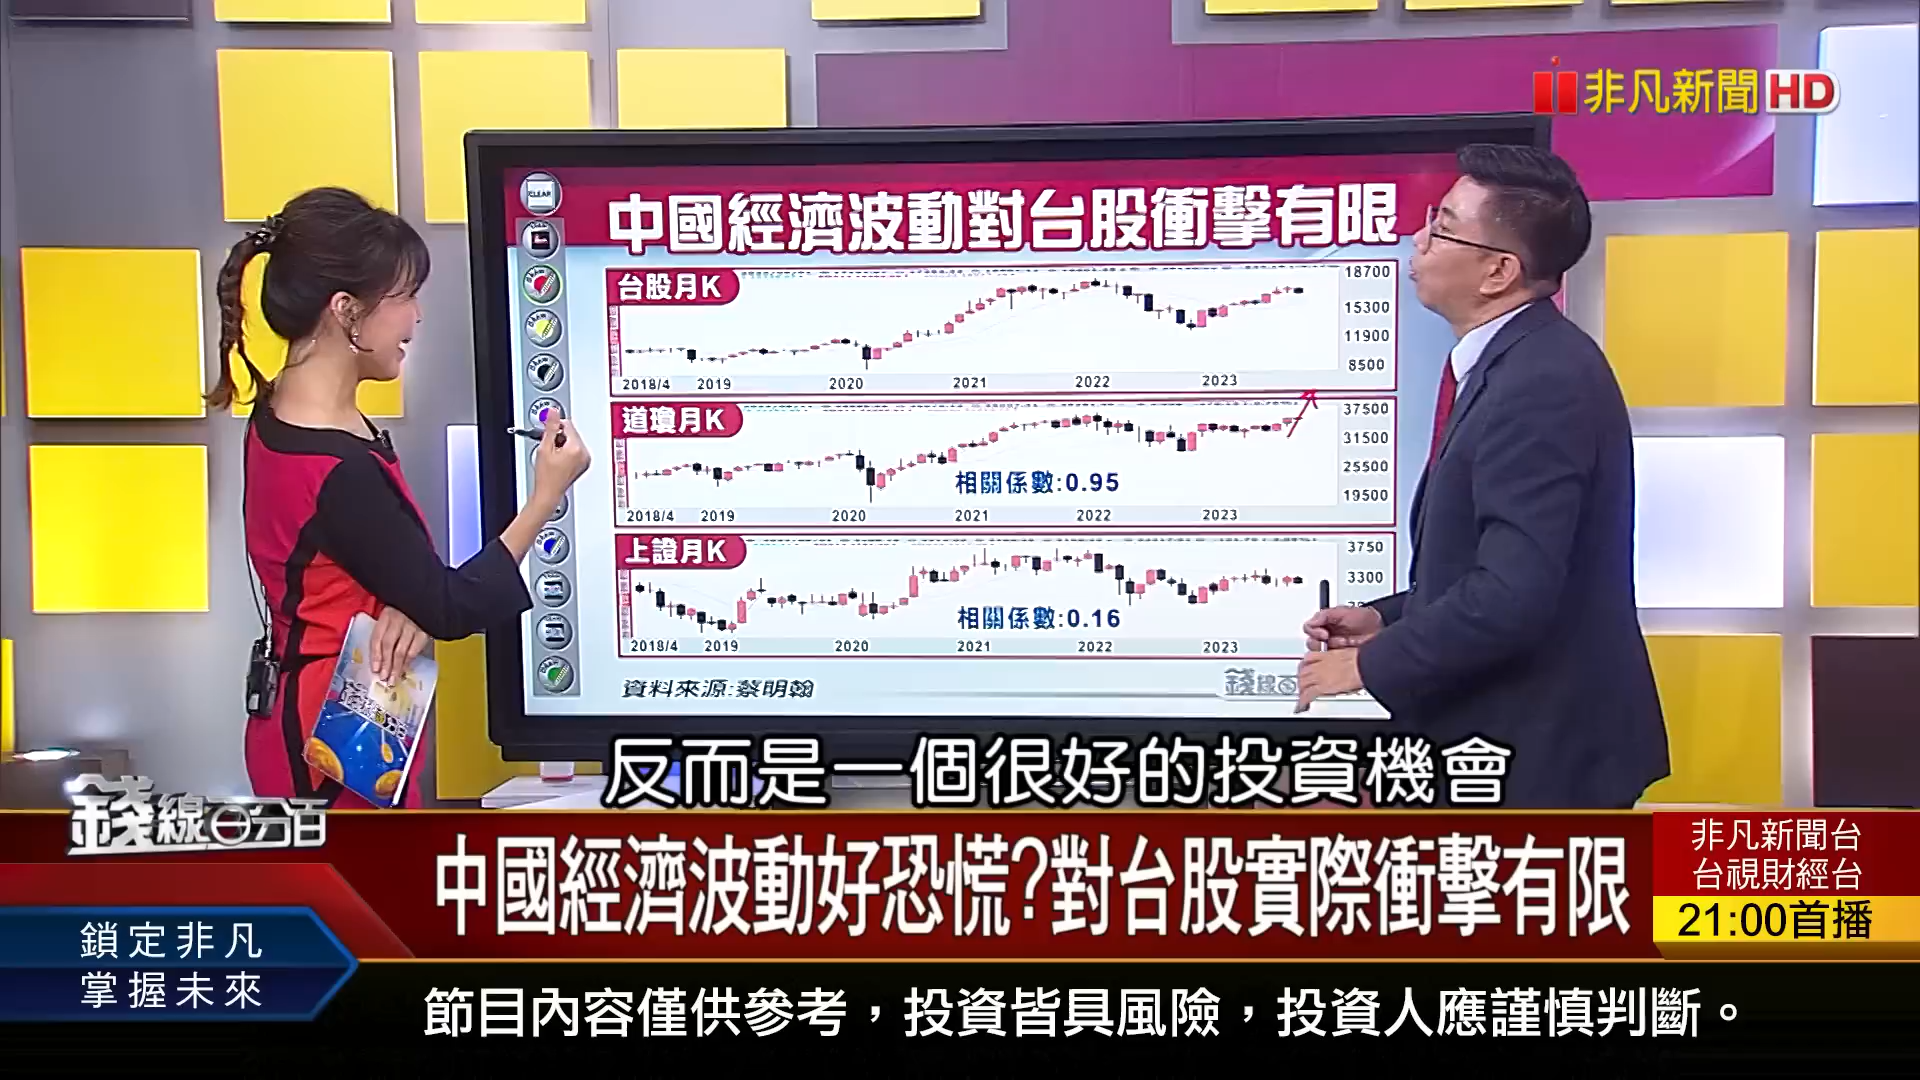 非凡新聞HD
CLEAR
中國經濟波動對台股衝擊有限
台股月K
18700
15300
11900
8500
2018/4 2019 2020 2021 2022 2023
道瓊月K
37500
31500
25500
19500
相關係數:0.95
2018/4 2019 2020 2021 2022 2023
上證月K
3750
3300
相關係數:0.16
2018/4 2019 2020 2021 2022 2023
資料來源:蔡明翰
錢線百
反而是一個很好的投資機會
錢線百分百
中國經濟波動好恐慌?對台股實際衝擊有限
非凡新聞台
台視財經台
21:00首播
鎖定非凡
掌握未來
節目內容僅供參考，投資皆具風險，投資人應謹慎判斷。